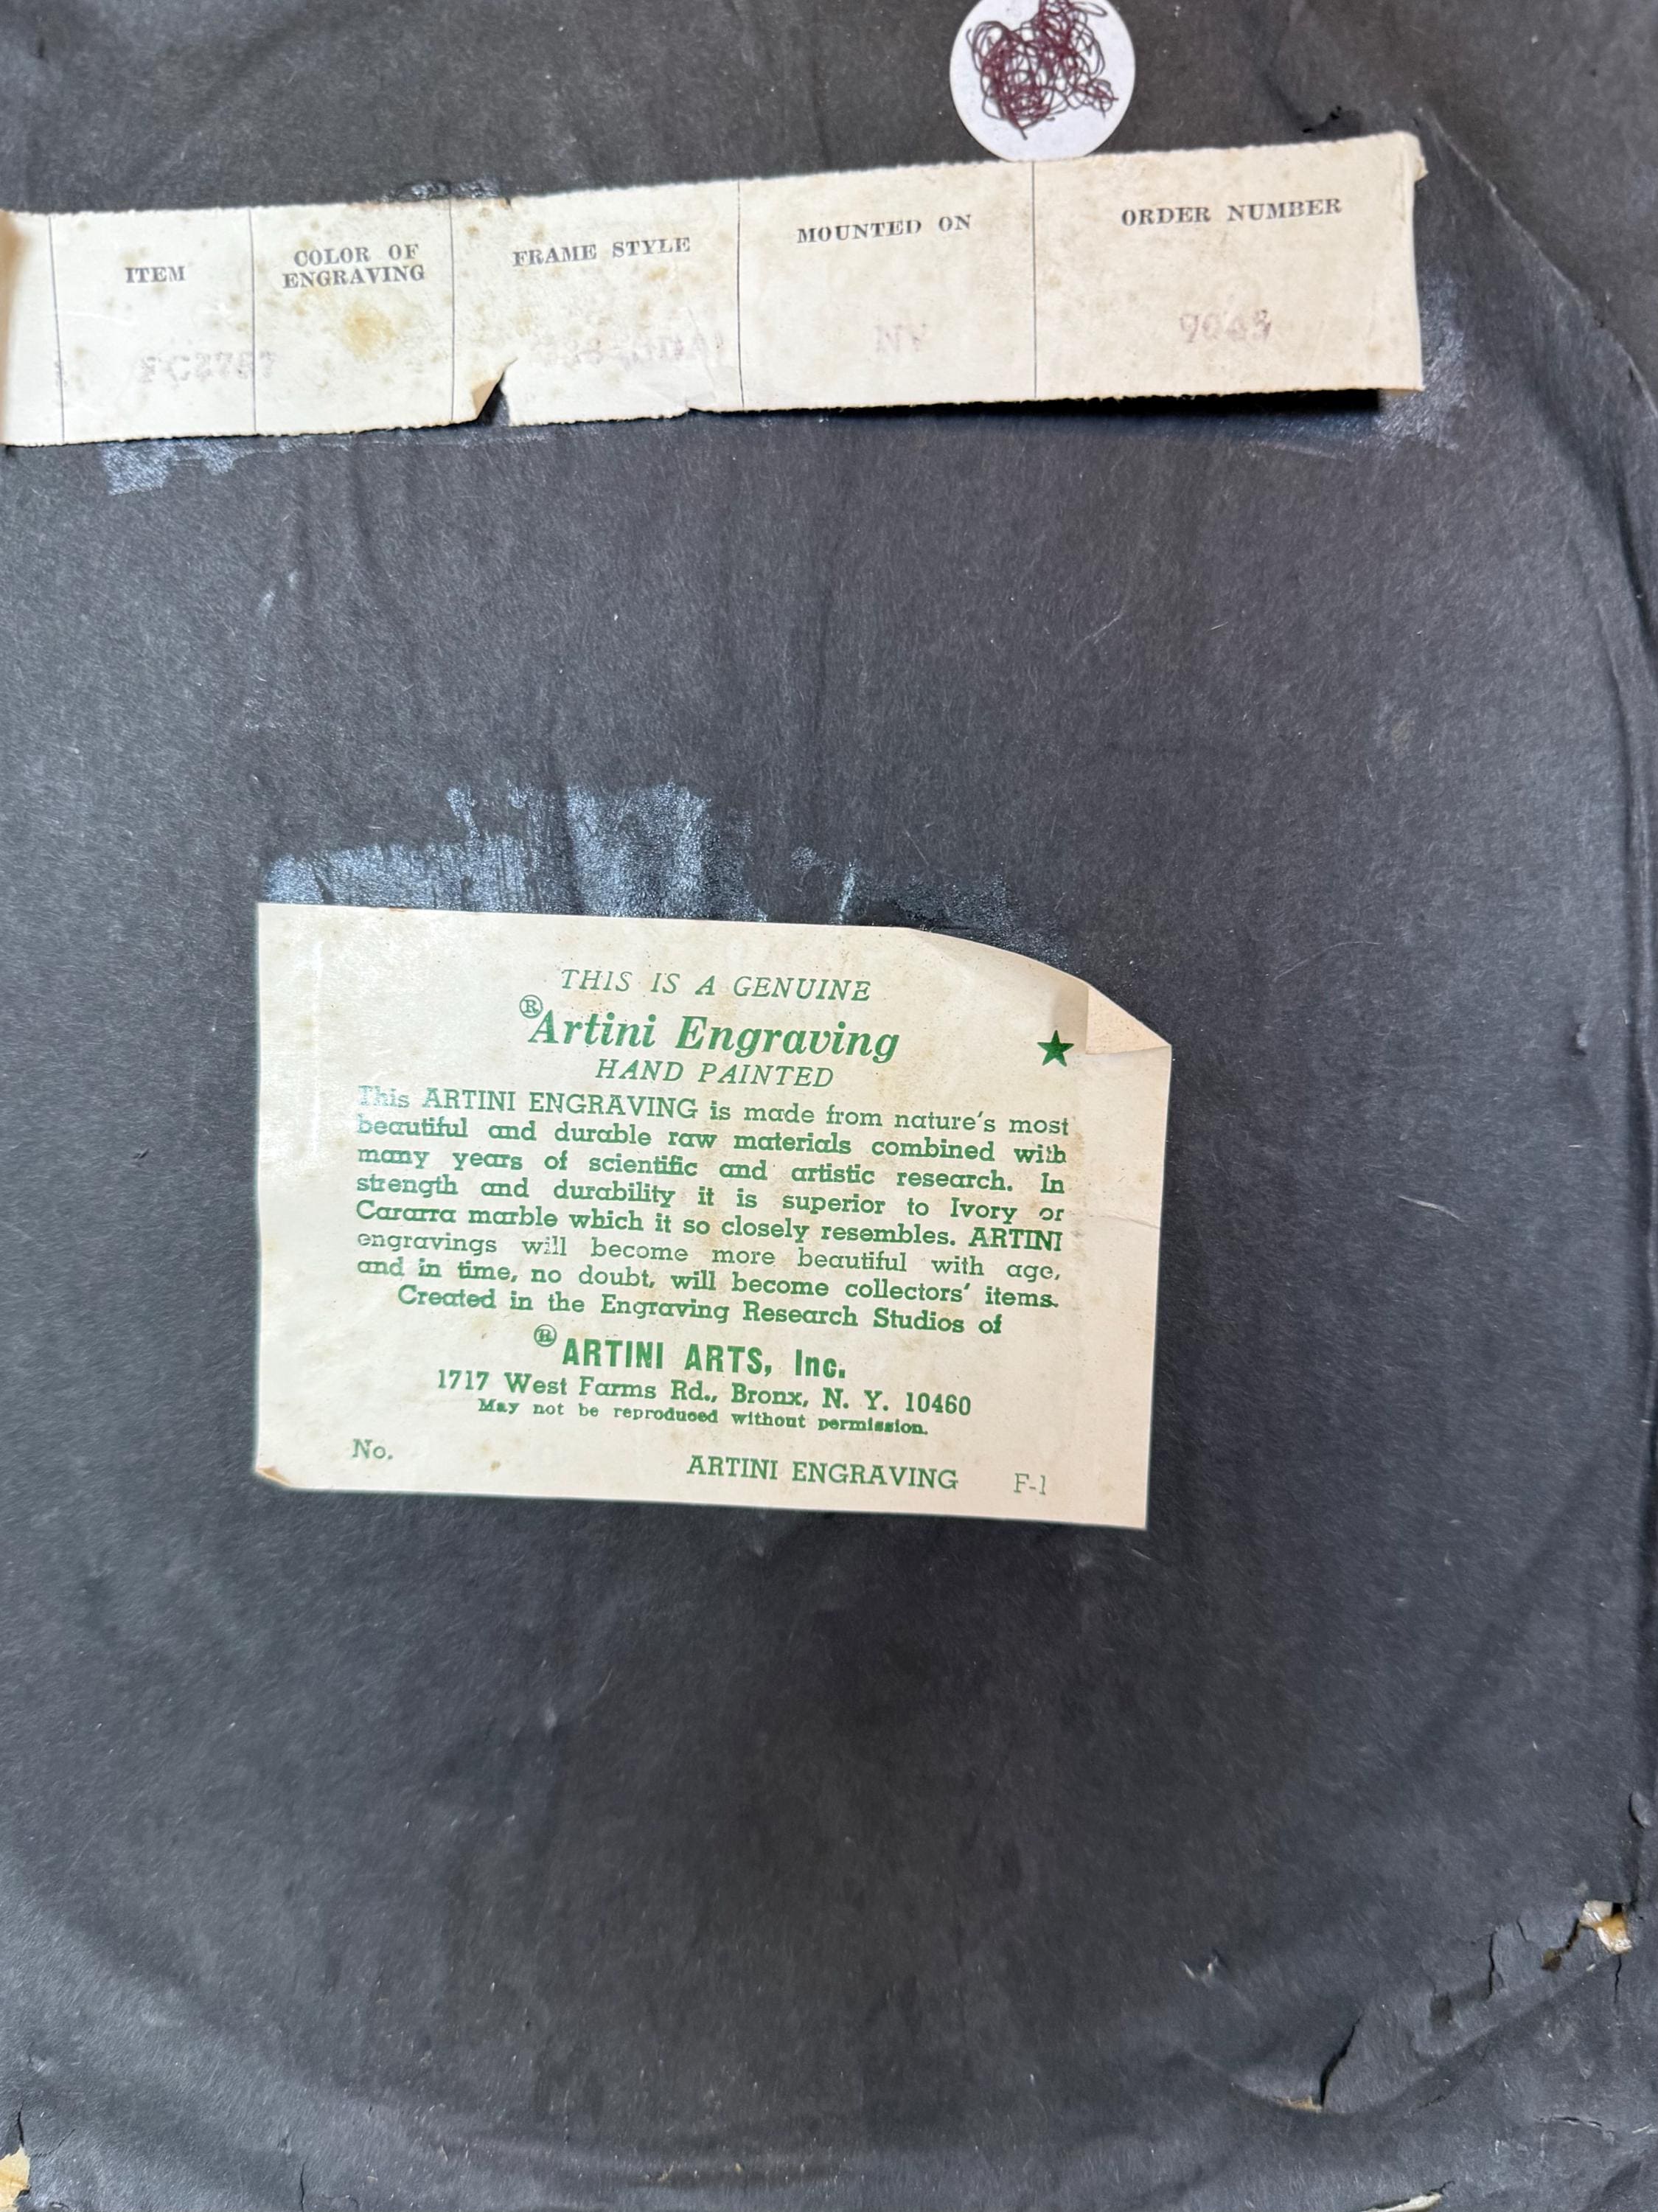 ITEM
COLOR OF
ENGRAVING
FRAME STYLE
MOUNTED ON
ORDER NUMBER
THIS IS A GENUINE
®Artini Engraving
HAND PAINTED
This ARTINI ENGRAVING is made from nature's most
beautiful and durable raw materials combined with
many years of scientific and artistic research. In
strength and durability it is superior to Ivory or
Cararra marble which it so closely resembles. ARTINI
engravings will become more beautiful with age,
and in time, no doubt, will become collectors' items.
Created in the Engraving Research Studios of
®ARTINI ARTS, Inc.
1717 West Farms Rd., Bronx, N. Y. 10460
May not be reproduced without permission.
No.
ARTINI ENGRAVING F-1